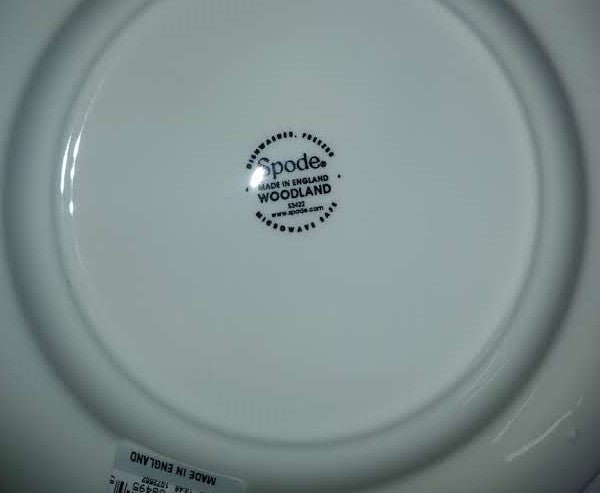 DISHWASHER, FREEZER
Spode®
MADE IN ENGLAND
WOODLAND
S3422
www.spode.com
MICROWAVE SAFE
MADE IN ENGLAND